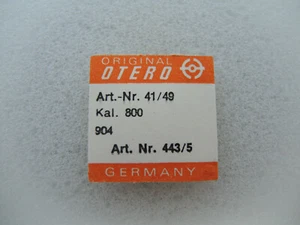 ORIGINAL
OTERO
Art.-Nr. 41/49
Kal. 800
904
Art. Nr. 443/5
GERMANY